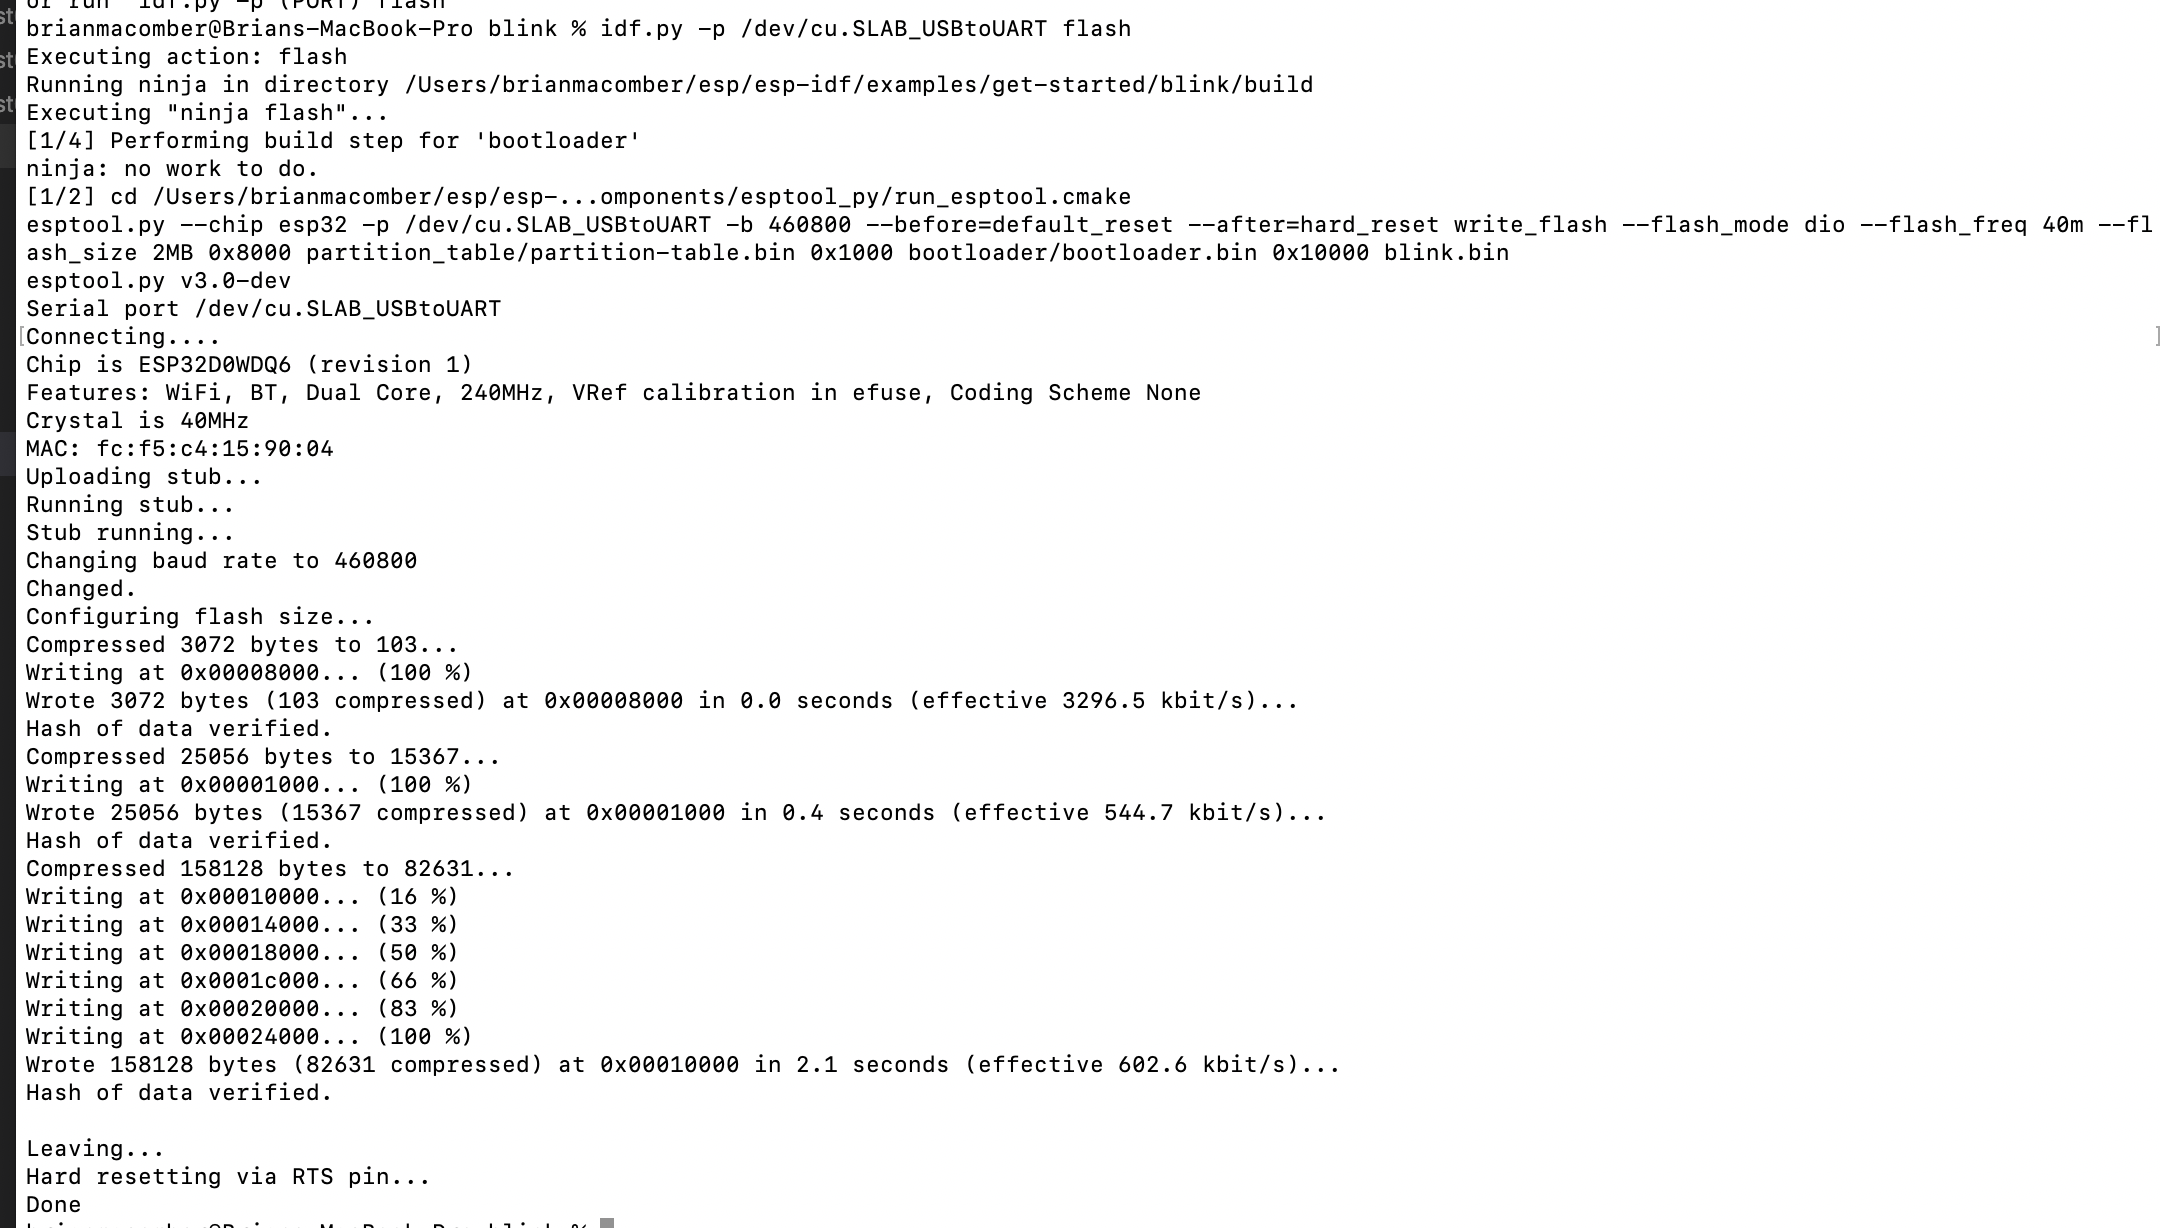 or run 'idf.py -p (PORT) flash'
brianmacomber@Brians-MacBook-Pro blink % idf.py -p /dev/cu.SLAB_USBtoUART flash
Executing action: flash
Running ninja in directory /Users/brianmacomber/esp/esp-idf/examples/get-started/blink/build
Executing "ninja flash"...
[1/4] Performing build step for 'bootloader'
ninja: no work to do.
[1/2] cd /Users/brianmacomber/esp/esp-...omponents/esptool_py/run_esptool.cmake
esptool.py --chip esp32 -p /dev/cu.SLAB_USBtoUART -b 460800 --before=default_reset --after=hard_reset write_flash --flash_mode dio --flash_freq 40m --fl
ash_size 2MB 0x8000 partition_table/partition-table.bin 0x1000 bootloader/bootloader.bin 0x10000 blink.bin
esptool.py v3.0-dev
Serial port /dev/cu.SLAB_USBtoUART
[Connecting....]
Chip is ESP32D0WDQ6 (revision 1)
Features: WiFi, BT, Dual Core, 240MHz, VRef calibration in efuse, Coding Scheme None
Crystal is 40MHz
MAC: fc:f5:c4:15:90:04
Uploading stub...
Running stub...
Stub running...
Changing baud rate to 460800
Changed.
Configuring flash size...
Compressed 3072 bytes to 103...
Writing at 0x00008000... (100 %)
Wrote 3072 bytes (103 compressed) at 0x00008000 in 0.0 seconds (effective 3296.5 kbit/s)...
Hash of data verified.
Compressed 25056 bytes to 15367...
Writing at 0x00001000... (100 %)
Wrote 25056 bytes (15367 compressed) at 0x00001000 in 0.4 seconds (effective 544.7 kbit/s)...
Hash of data verified.
Compressed 158128 bytes to 82631...
Writing at 0x00010000... (16 %)
Writing at 0x00014000... (33 %)
Writing at 0x00018000... (50 %)
Writing at 0x0001c000... (66 %)
Writing at 0x00020000... (83 %)
Writing at 0x00024000... (100 %)
Wrote 158128 bytes (82631 compressed) at 0x00010000 in 2.1 seconds (effective 602.6 kbit/s)...
Hash of data verified.
Leaving...
Hard resetting via RTS pin...
Done
brianmacomber@Brians-MacBook-Pro blink %